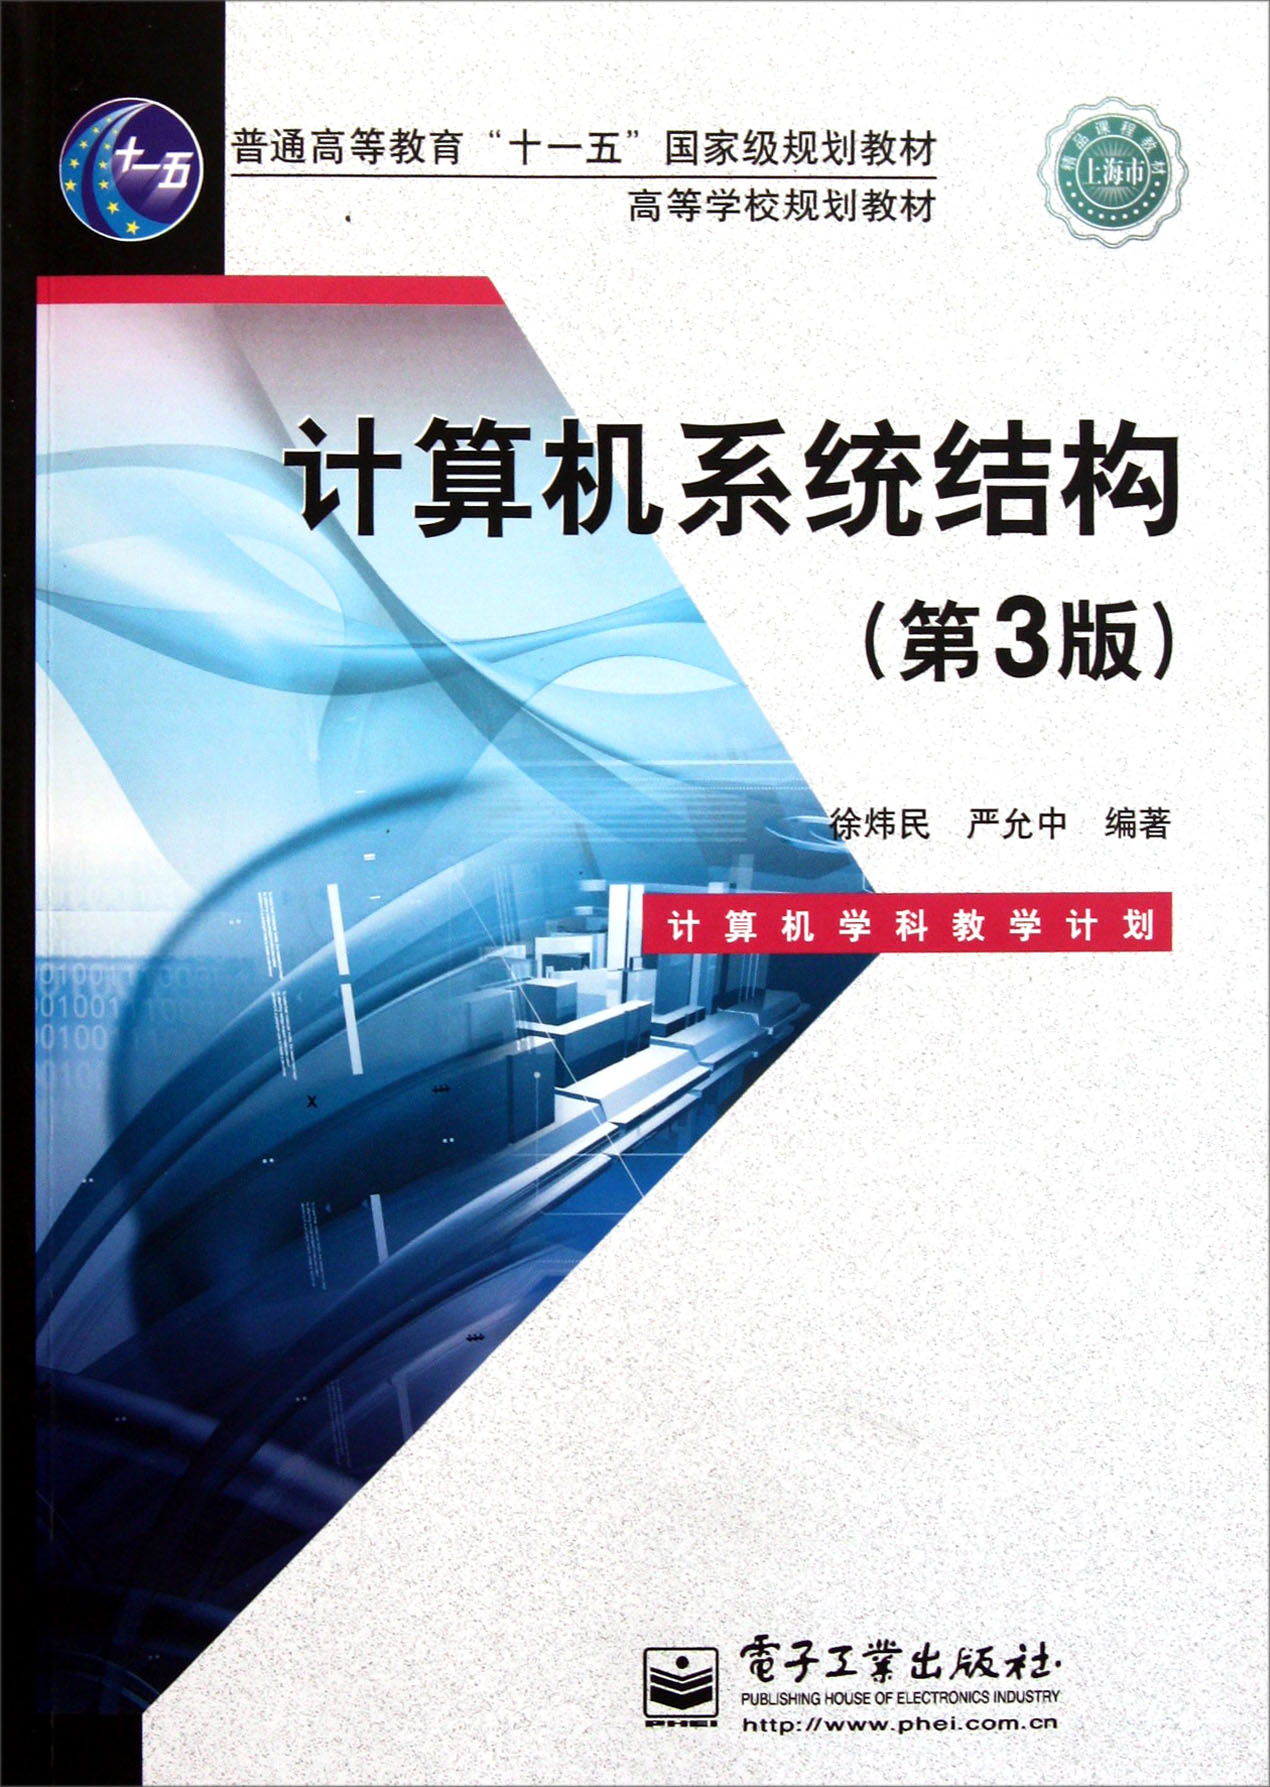 十一五
普通高等教育“十一五”国家级规划教材
高等学校规划教材
精品课程教材
上海市
计算机系统结构
（第3版）
徐炜民 严允中 编著
计算机学科教学计划
電子工業出版社
PUBLISHING HOUSE OF ELECTRONICS INDUSTRY
PHEI
http://www.phei.com.cn